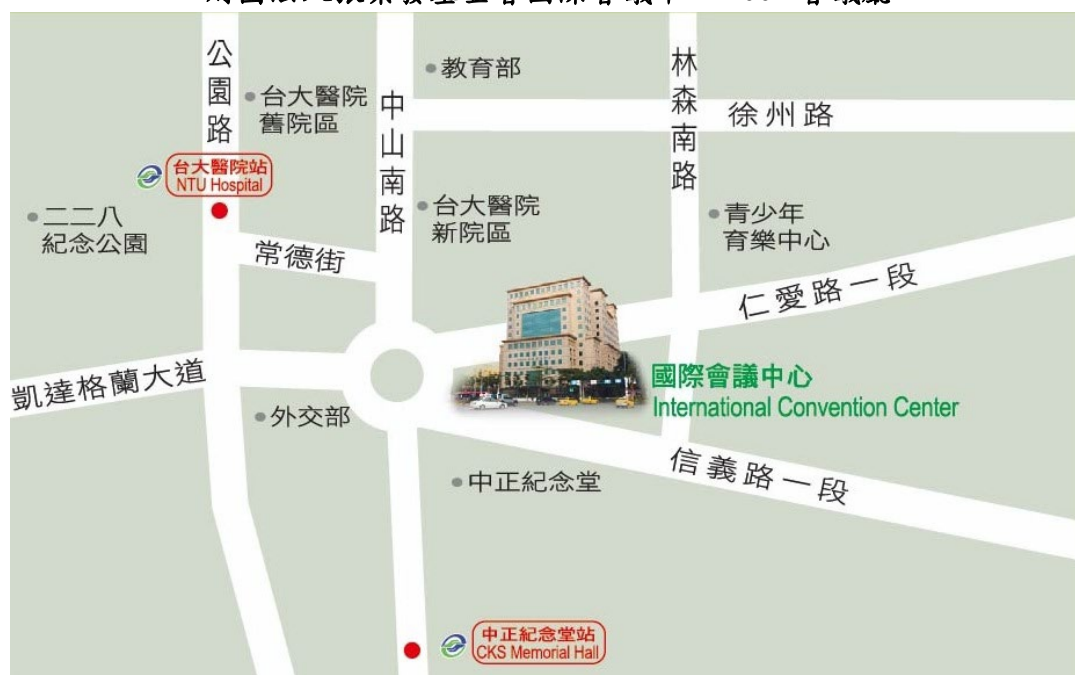 公園路
台大醫院
舊院區
中山南路
教育部
林森南路
徐州路
台大醫院站
NTU Hospital
二二八
紀念公園
台大醫院
新院區
青少年
育樂中心
常德街
仁愛路一段
凱達格蘭大道
國際會議中心
International Convention Center
外交部
信義路一段
中正紀念堂
中正紀念堂站
CKS Memorial Hall